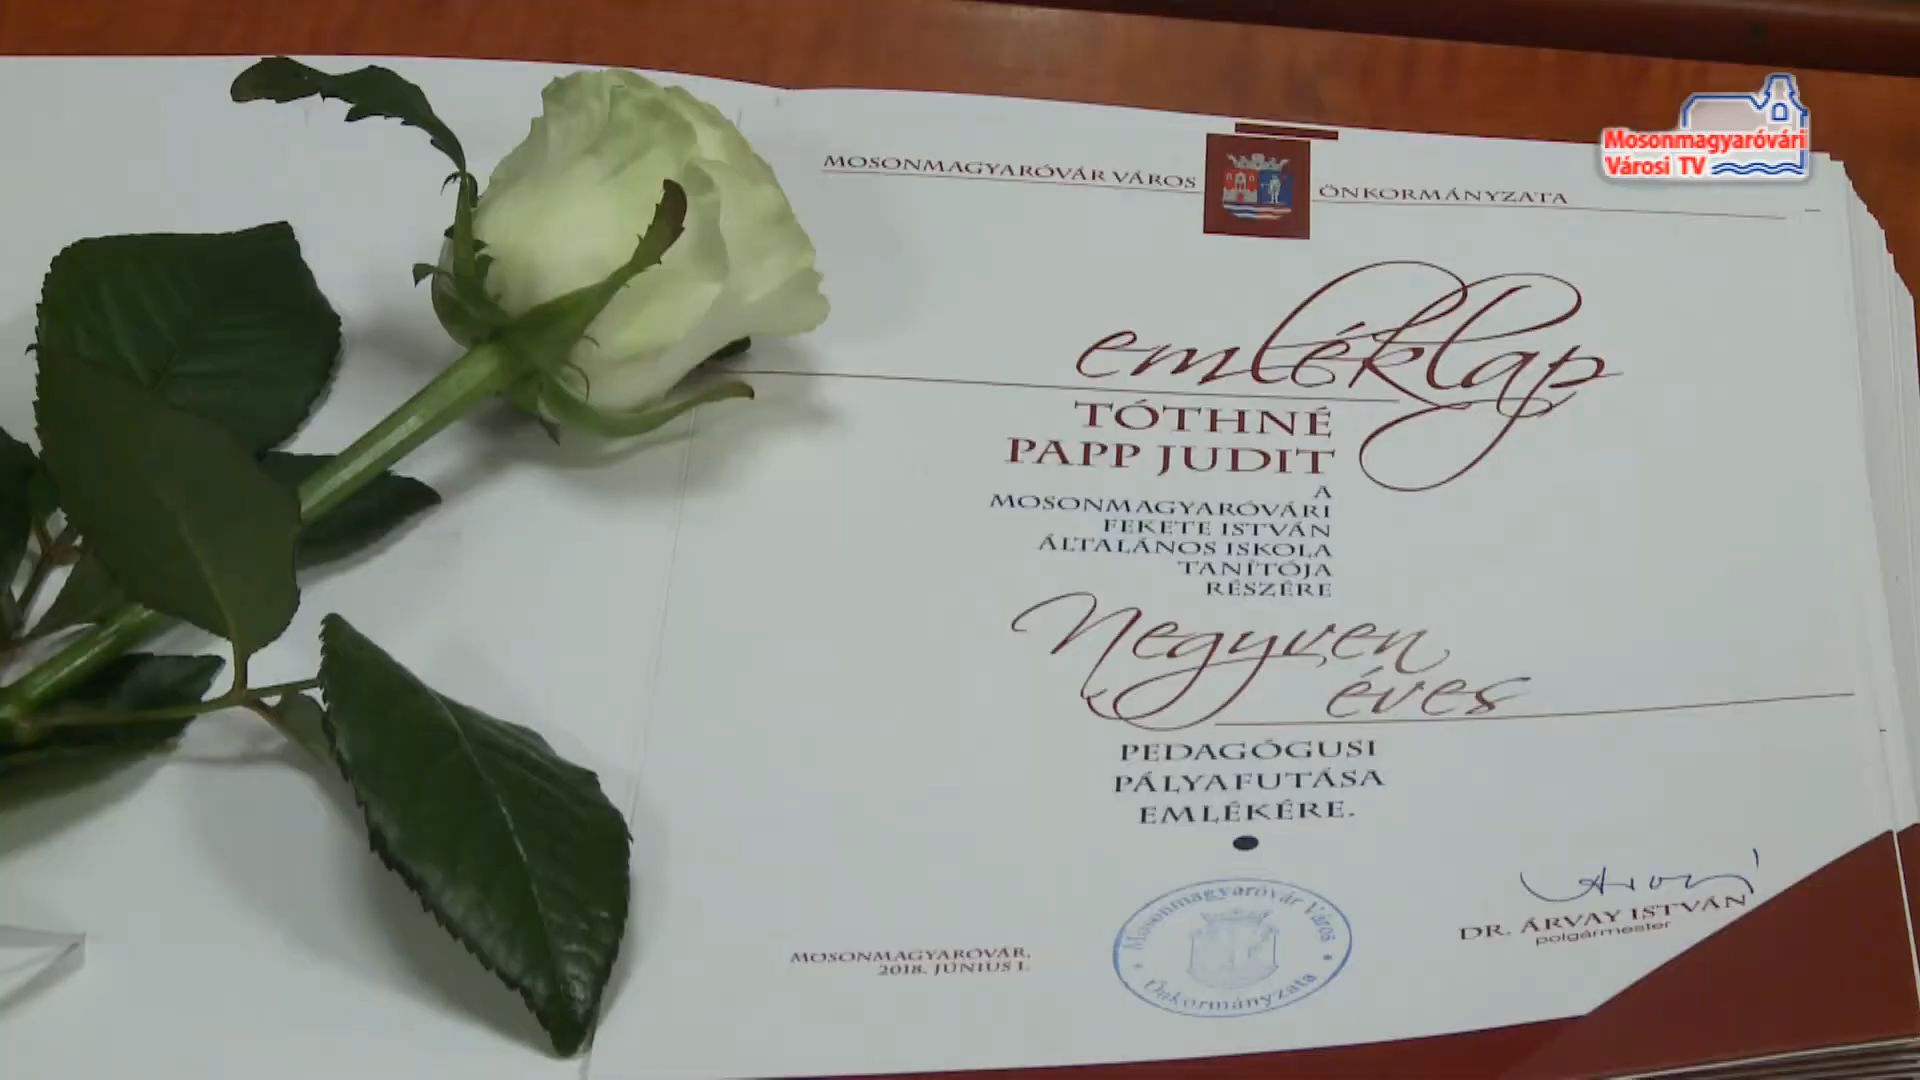 Mosonmagyaróvári
Városi TV
MOSONMAGYARÓVÁR VÁROS ÖNKORMÁNYZATA
emléklap
TÓTHNÉ
PAPP JUDIT
A
MOSONMAGYARÓVÁRI
FEKETE ISTVÁN
ÁLTALÁNOS ISKOLA
TANÍTÓJA
RÉSZÉRE
Negyven
éves
PEDAGÓGUSI
PÁLYAFUTÁSA
EMLÉKÉRE.
Mosonmagyaróvár Város
Önkormányzata
DR. ÁRVAY ISTVÁN
polgármester
MOSONMAGYARÓVÁR,
2018. JÚNIUS 1.